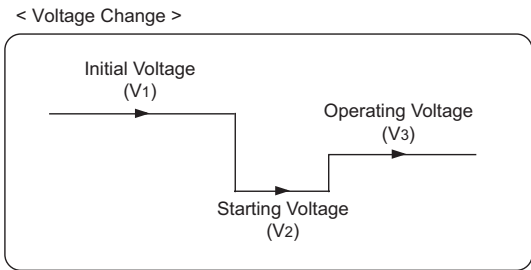 < Voltage Change >
Initial Voltage
(V1)
Operating Voltage
(V3)
Starting Voltage
(V2)